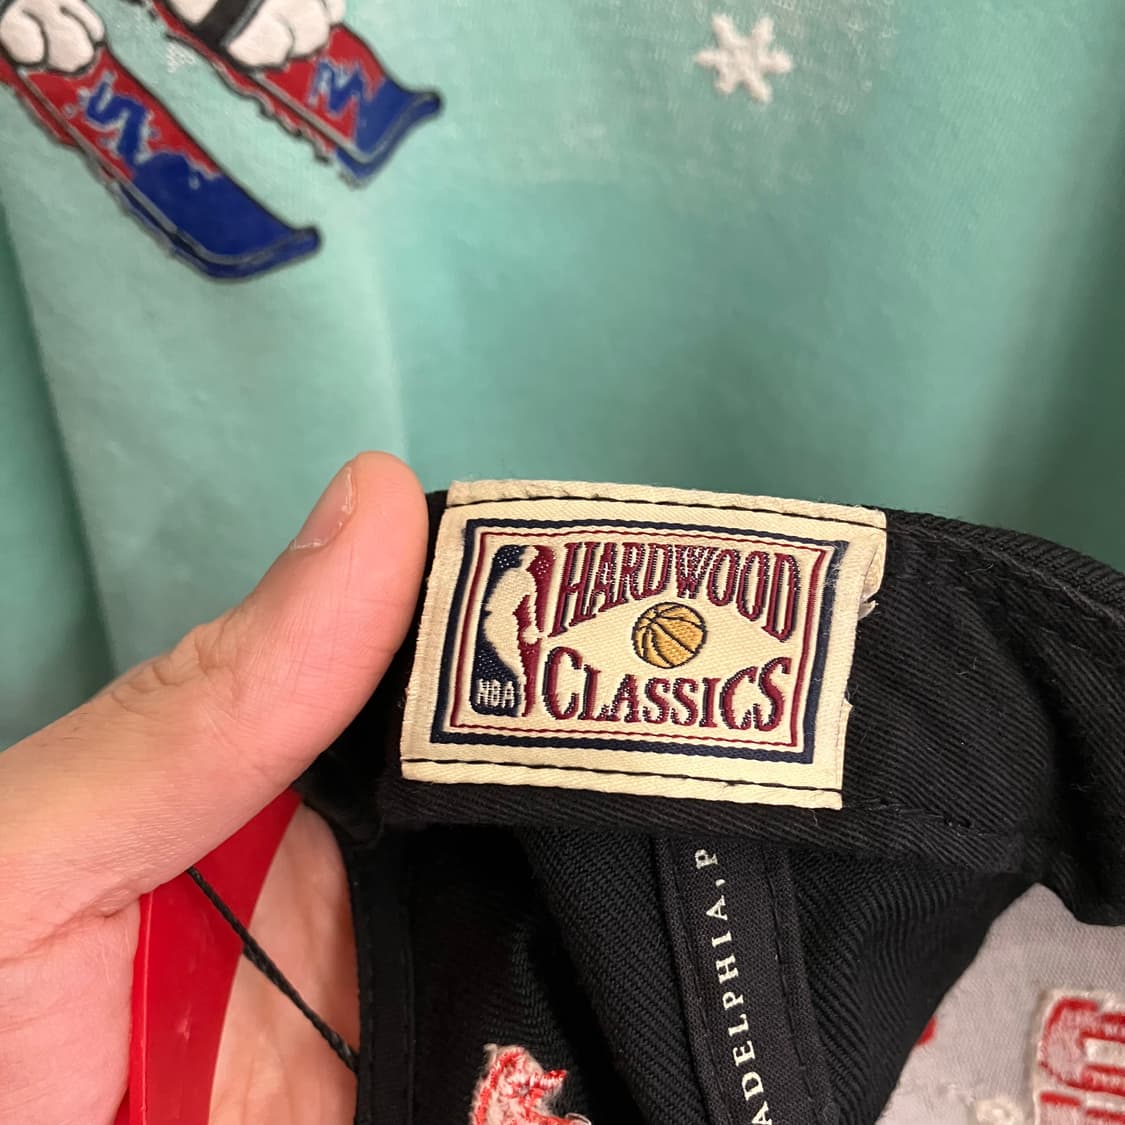 HARDWOOD
CLASSICS
NBA
ADELPHIA, P